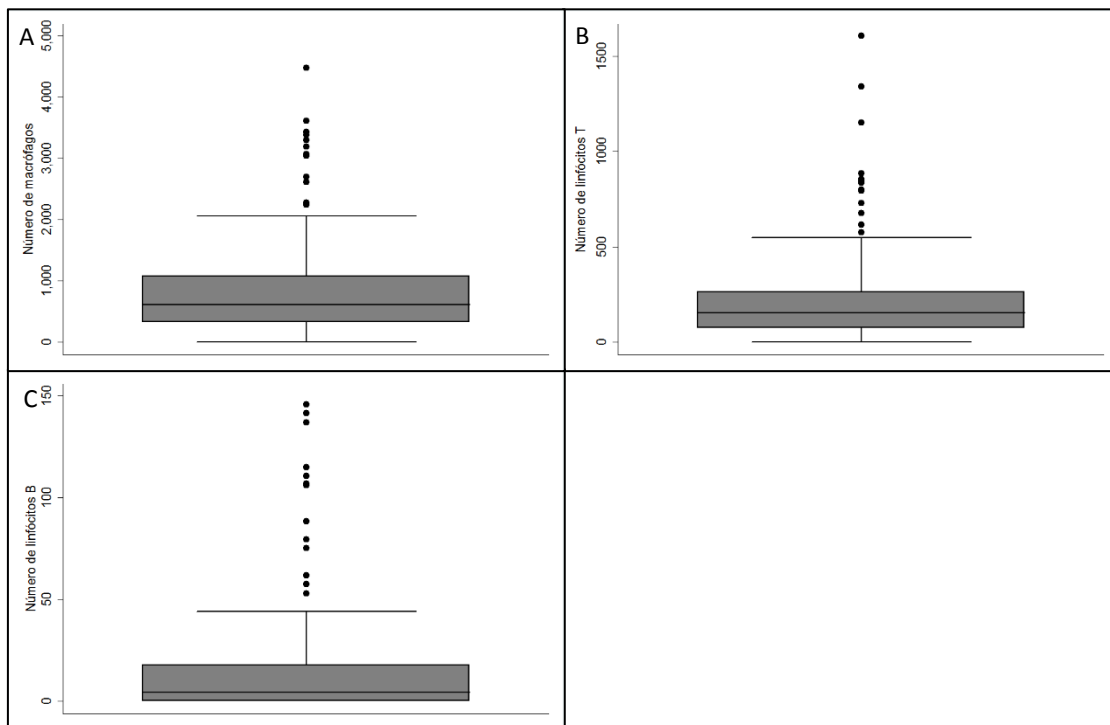 A
Número de macrófagos
5,000
4,000
3,000
2,000
1,000
0
B
Número de linfócitos T
1500
1000
500
0
C
Número de linfócitos B
150
100
50
0